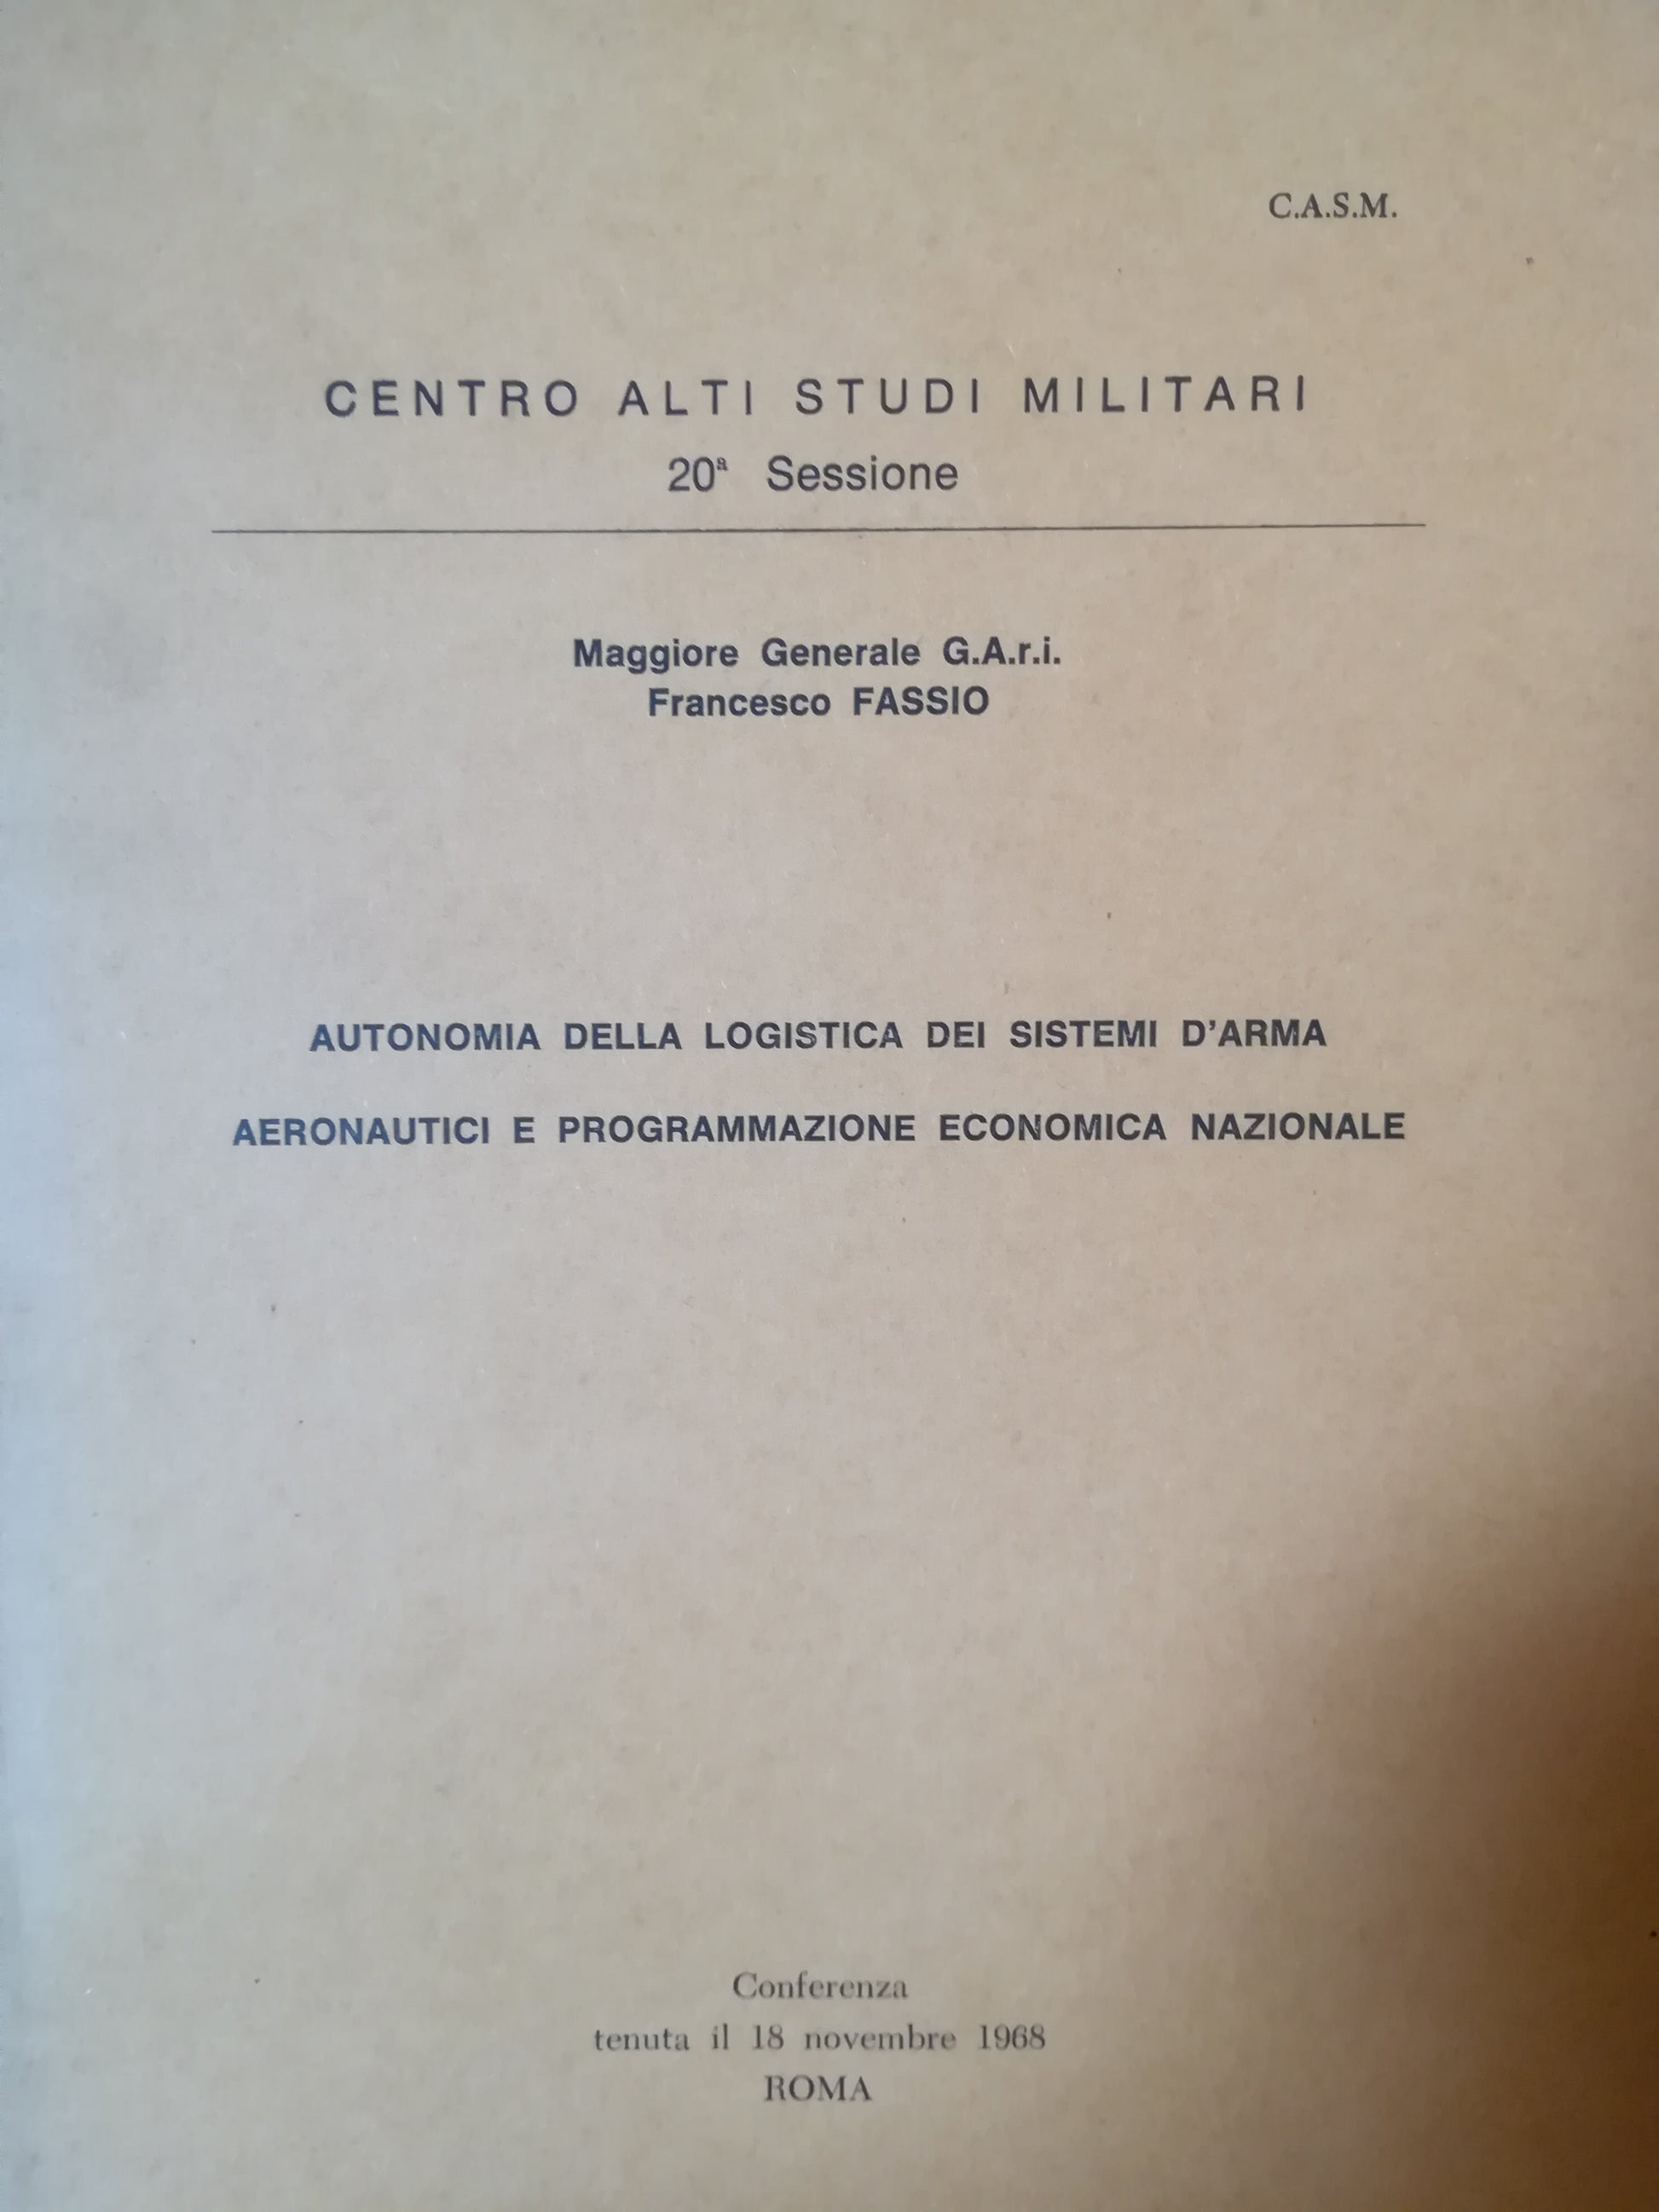 C.A.S.M.
CENTRO ALTI STUDI MILITARI
20ª Sessione
Maggiore Generale G.A.r.i.
Francesco FASSIO
AUTONOMIA DELLA LOGISTICA DEI SISTEMI D'ARMA
AERONAUTICI E PROGRAMMAZIONE ECONOMICA NAZIONALE
Conferenza
tenuta il 18 novembre 1968
ROMA